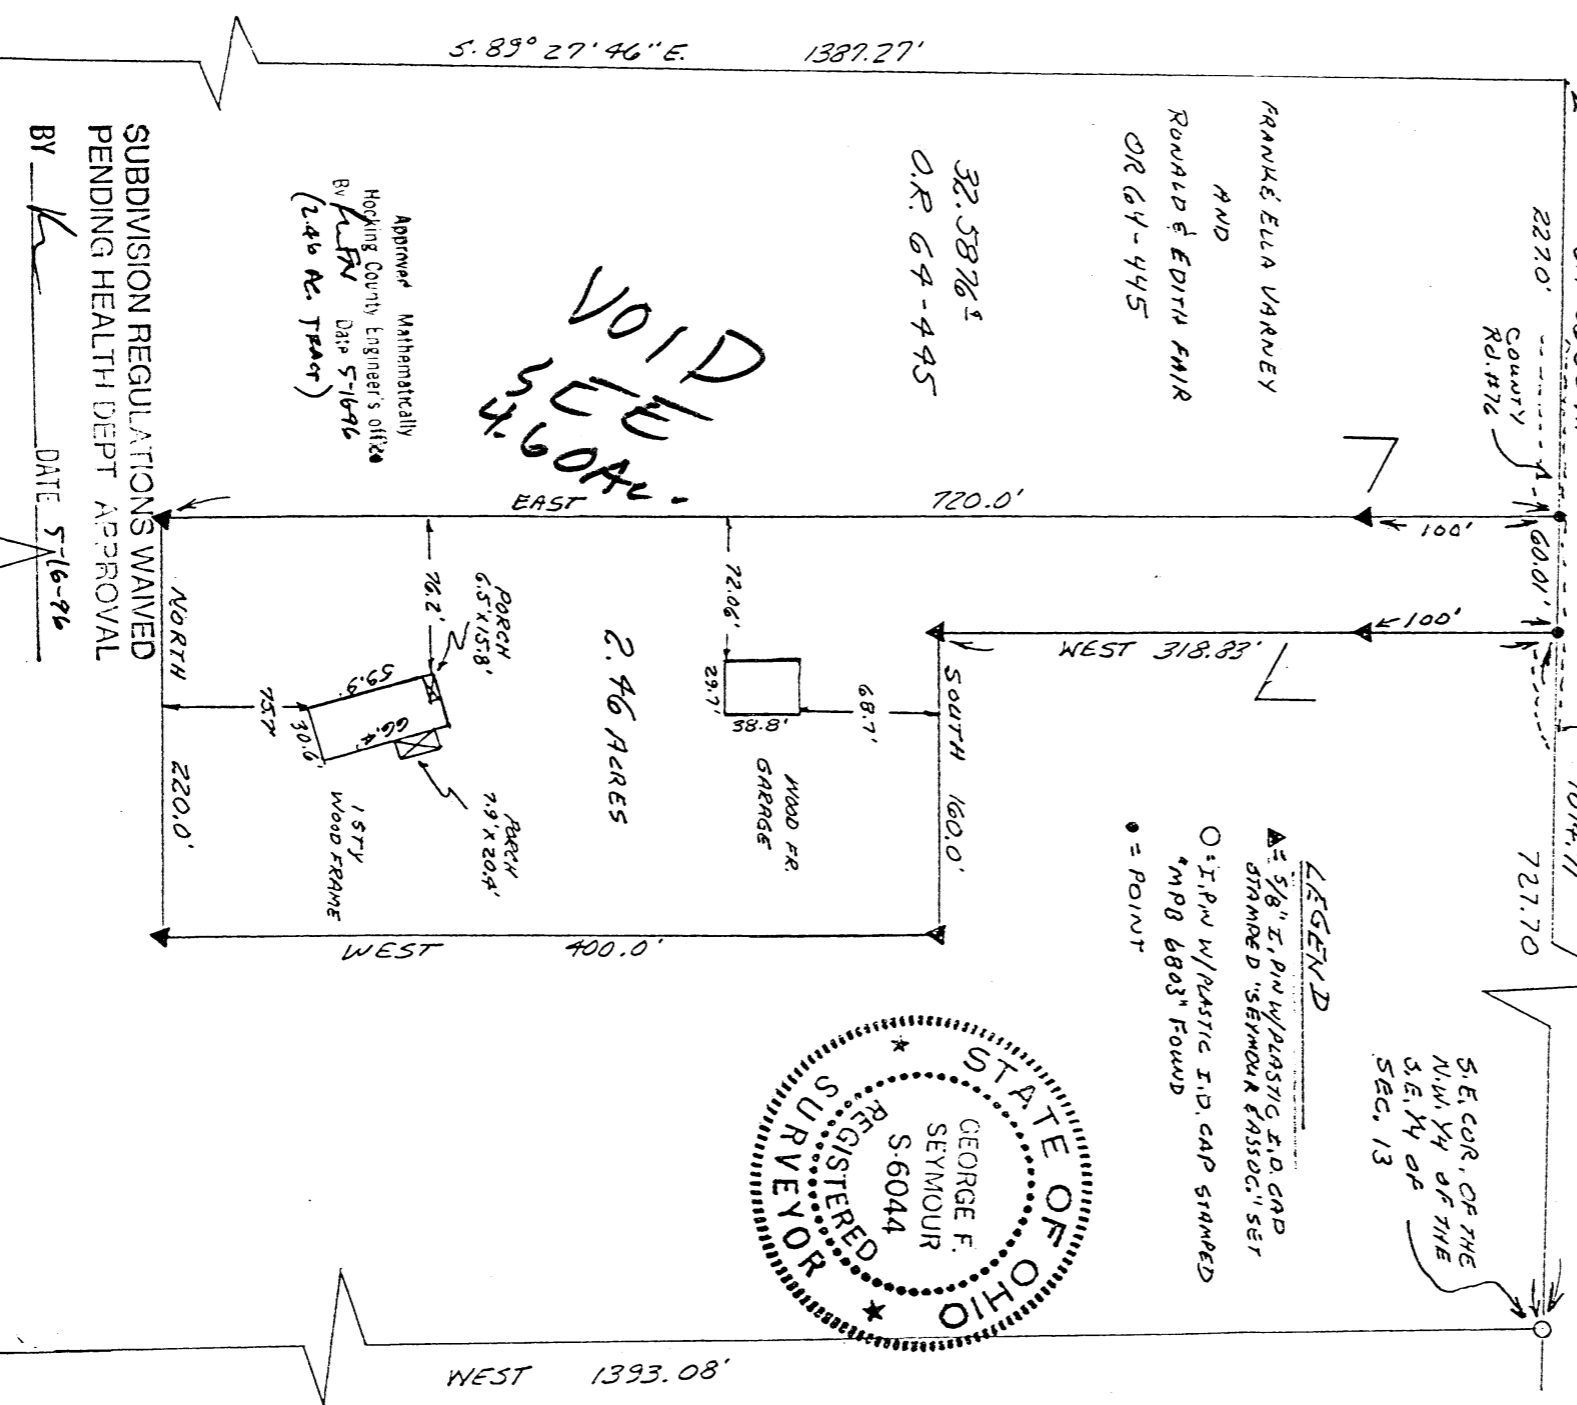 S. 89° 27' 46" E. 1387.27'
227.0'
COUNTY
Rd. #76
60.01'
727.70
FRANK & ELLA VARNEY
AND
RONALD & EDITH FAIR
OR 64-445
32.5876±
O.R. 64-445
VOID
SEE
4.60 Ac.
Approved Mathematically
Hocking County Engineer's office
By Date 5-16-96
(2.46 Ac. TRACT)
SUBDIVISION REGULATIONS WAIVED
PENDING HEALTH DEPT APPROVAL
BY DATE 5-16-96
EAST 720.0'
100'
100'
WEST 318.83'
SOUTH 160.0'
NORTH 220.0'
WEST 400.0'
76.2'
72.06'
68.7'
29.7'
38.8'
WOOD FR.
GARAGE
PORCH
6.5' X 15.8'
2.46 ACRES
59.9'
66.4'
30.6'
75.7'
PORCH
7.9' X 20.4'
1 STY
WOOD FRAME
LEGEND
▲ = 5/8" I. PIN W/PLASTIC I.D. CAP
STAMPED "SEYMOUR & ASSOC." SET
O = I. PIN W/PLASTIC I.D. CAP STAMPED
"MPB 6803" FOUND
● = POINT
S.E. COR. OF THE
N.W. 1/4 OF THE
S.E. 1/4 OF
SEC. 13
STATE OF OHIO
GEORGE F.
SEYMOUR
S-6044
REGISTERED
SURVEYOR
WEST 1393.08'